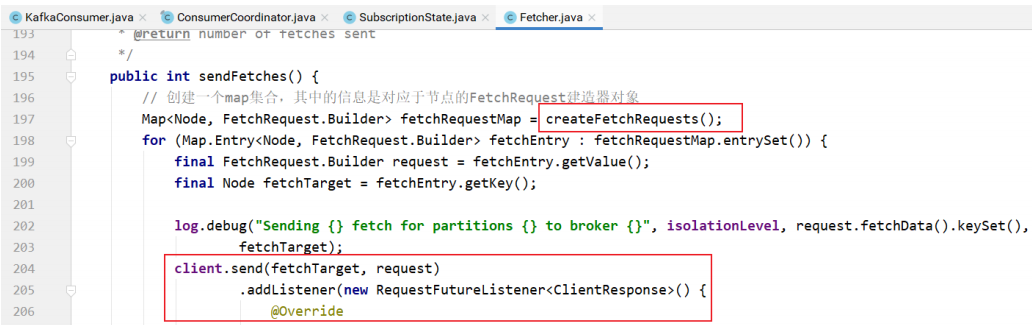 KafkaConsumer.java × ConsumerCoordinator.java × SubscriptionState.java × Fetcher.java ×
193 * @return number of fetches sent
194 */
195 public int sendFetches() {
196 // 创建一个map集合，其中的信息是对应于节点的FetchRequest建造器对象
197 Map<Node, FetchRequest.Builder> fetchRequestMap = createFetchRequests();
198 for (Map.Entry<Node, FetchRequest.Builder> fetchEntry : fetchRequestMap.entrySet()) {
199 final FetchRequest.Builder request = fetchEntry.getValue();
200 final Node fetchTarget = fetchEntry.getKey();
201
202 log.debug("Sending {} fetch for partitions {} to broker {}", isolationLevel, request.fetchData().keySet(),
203 fetchTarget);
204 client.send(fetchTarget, request)
205 .addListener(new RequestFutureListener<ClientResponse>() {
206 @Override